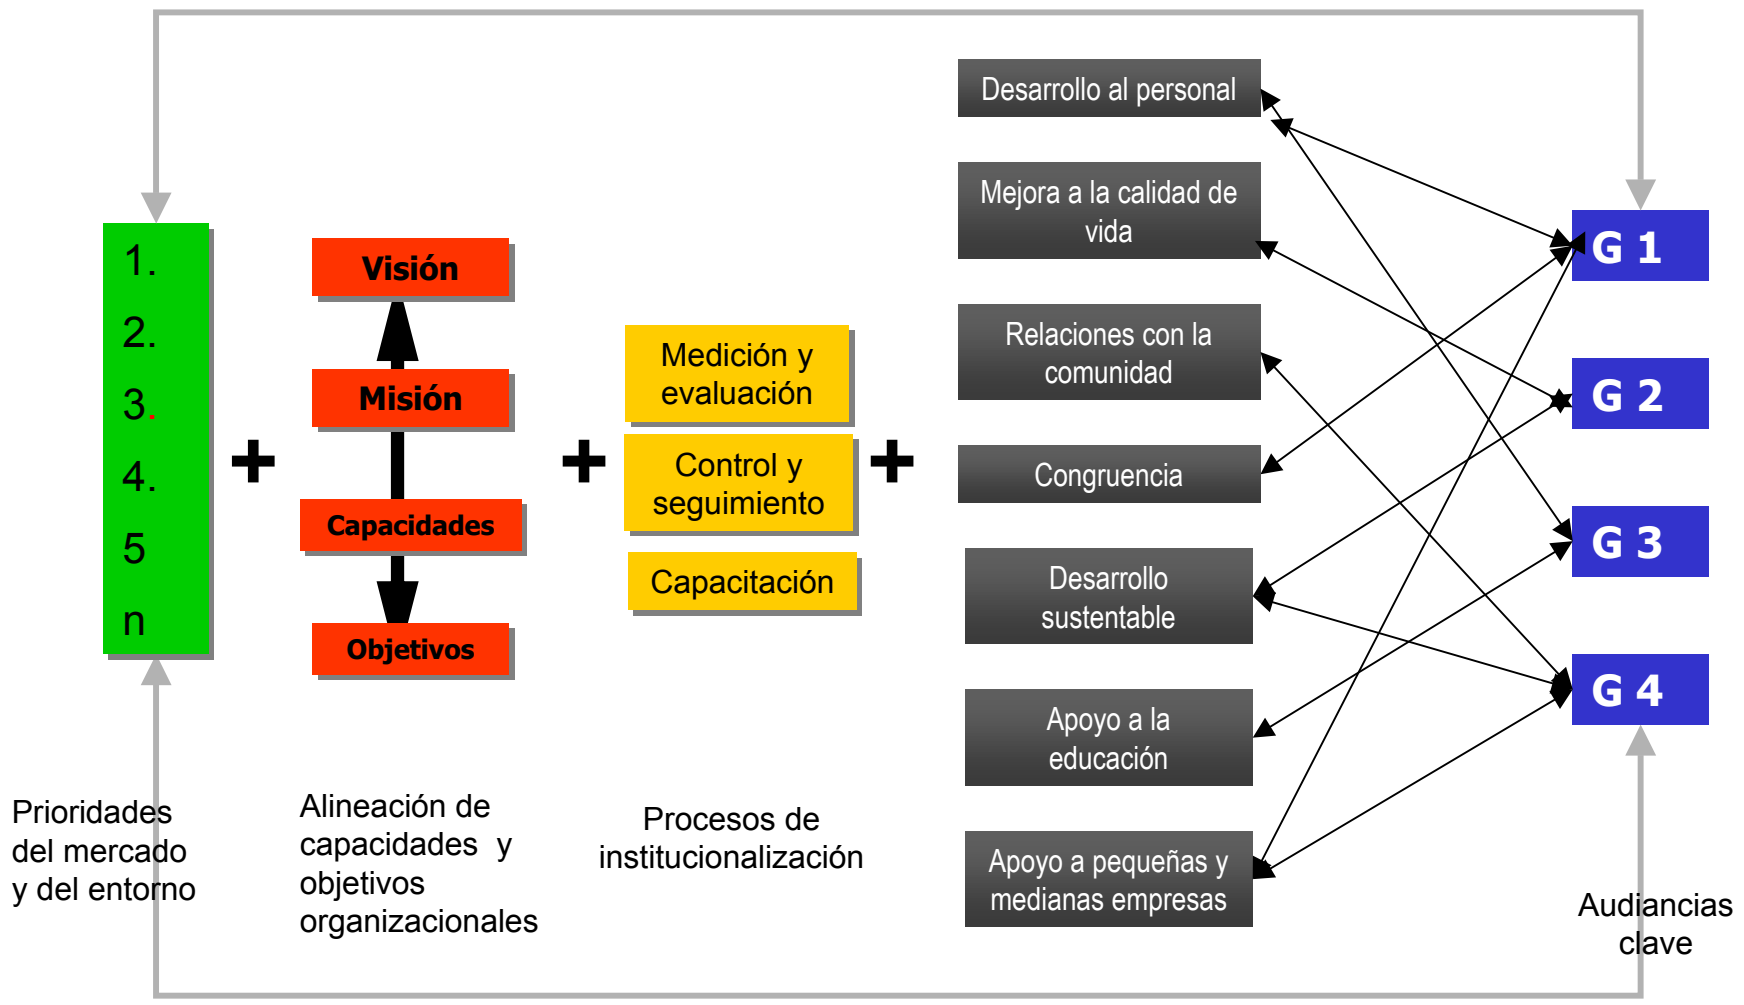 1.
2.
3.
4.
5
n
+
Visión
Misión
Capacidades
Objetivos
+
Medición y
evaluación
Control y
seguimiento
Capacitación
+
Desarrollo al personal
Mejora a la calidad de
vida
Relaciones con la
comunidad
Congruencia
Desarrollo
sustentable
Apoyo a la
educación
Apoyo a pequeñas y
medianas empresas
G 1
G 2
G 3
G 4
Prioridades
del mercado
y del entorno
Alineación de
capacidades y
objetivos
organizacionales
Procesos de
institucionalización
Audiancias
clave